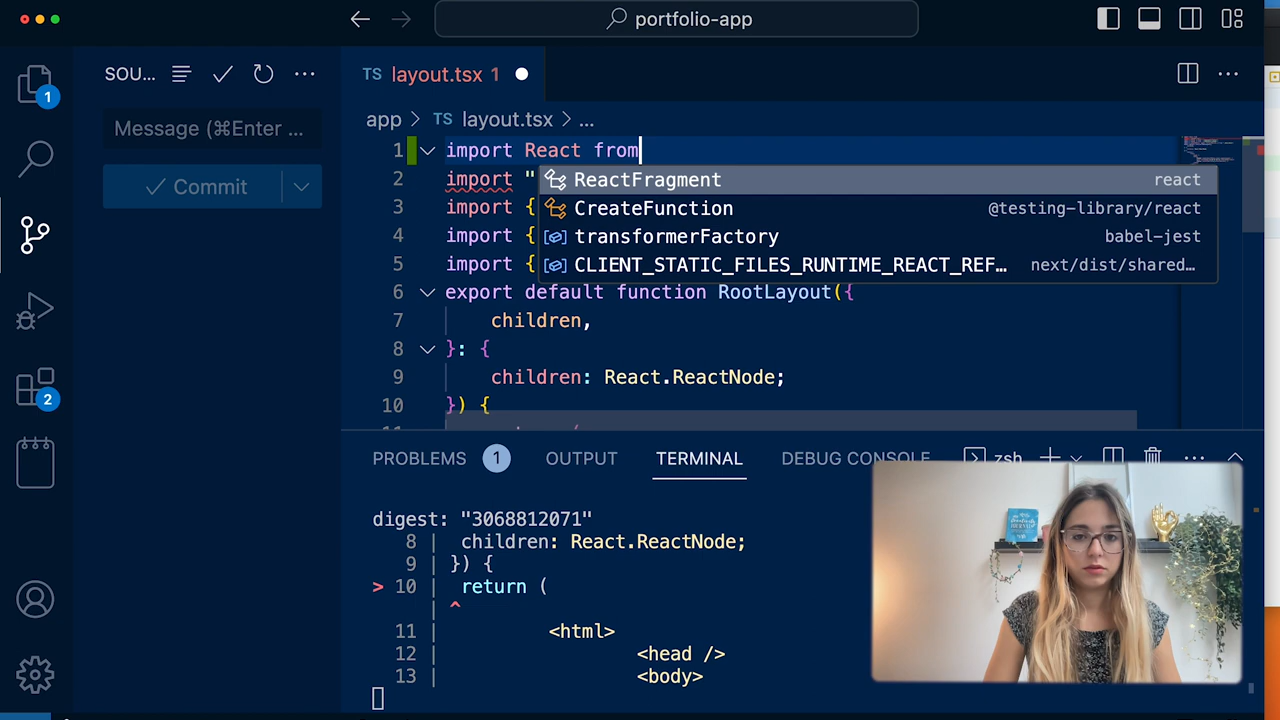 portfolio-app
SOU...
TS layout.tsx 1
1
Message (⌘Enter ...
Commit
2
app > TS layout.tsx > ...
1 import React from
2 import "
3 import {
4 import {
5 import {
ReactFragment react
CreateFunction @testing-library/react
transformerFactory babel-jest
CLIENT_STATIC_FILES_RUNTIME_REACT_REF... next/dist/shared...
6 export default function RootLayout({
7 children,
8 }: {
9 children: React.ReactNode;
10 }) {
PROBLEMS 1 OUTPUT TERMINAL DEBUG CONSOLE zsh
digest: "3068812071"
8 | children: React.ReactNode;
9 | }) {
> 10 | return (
| ^
11 | <html>
12 | <head />
13 | <body>